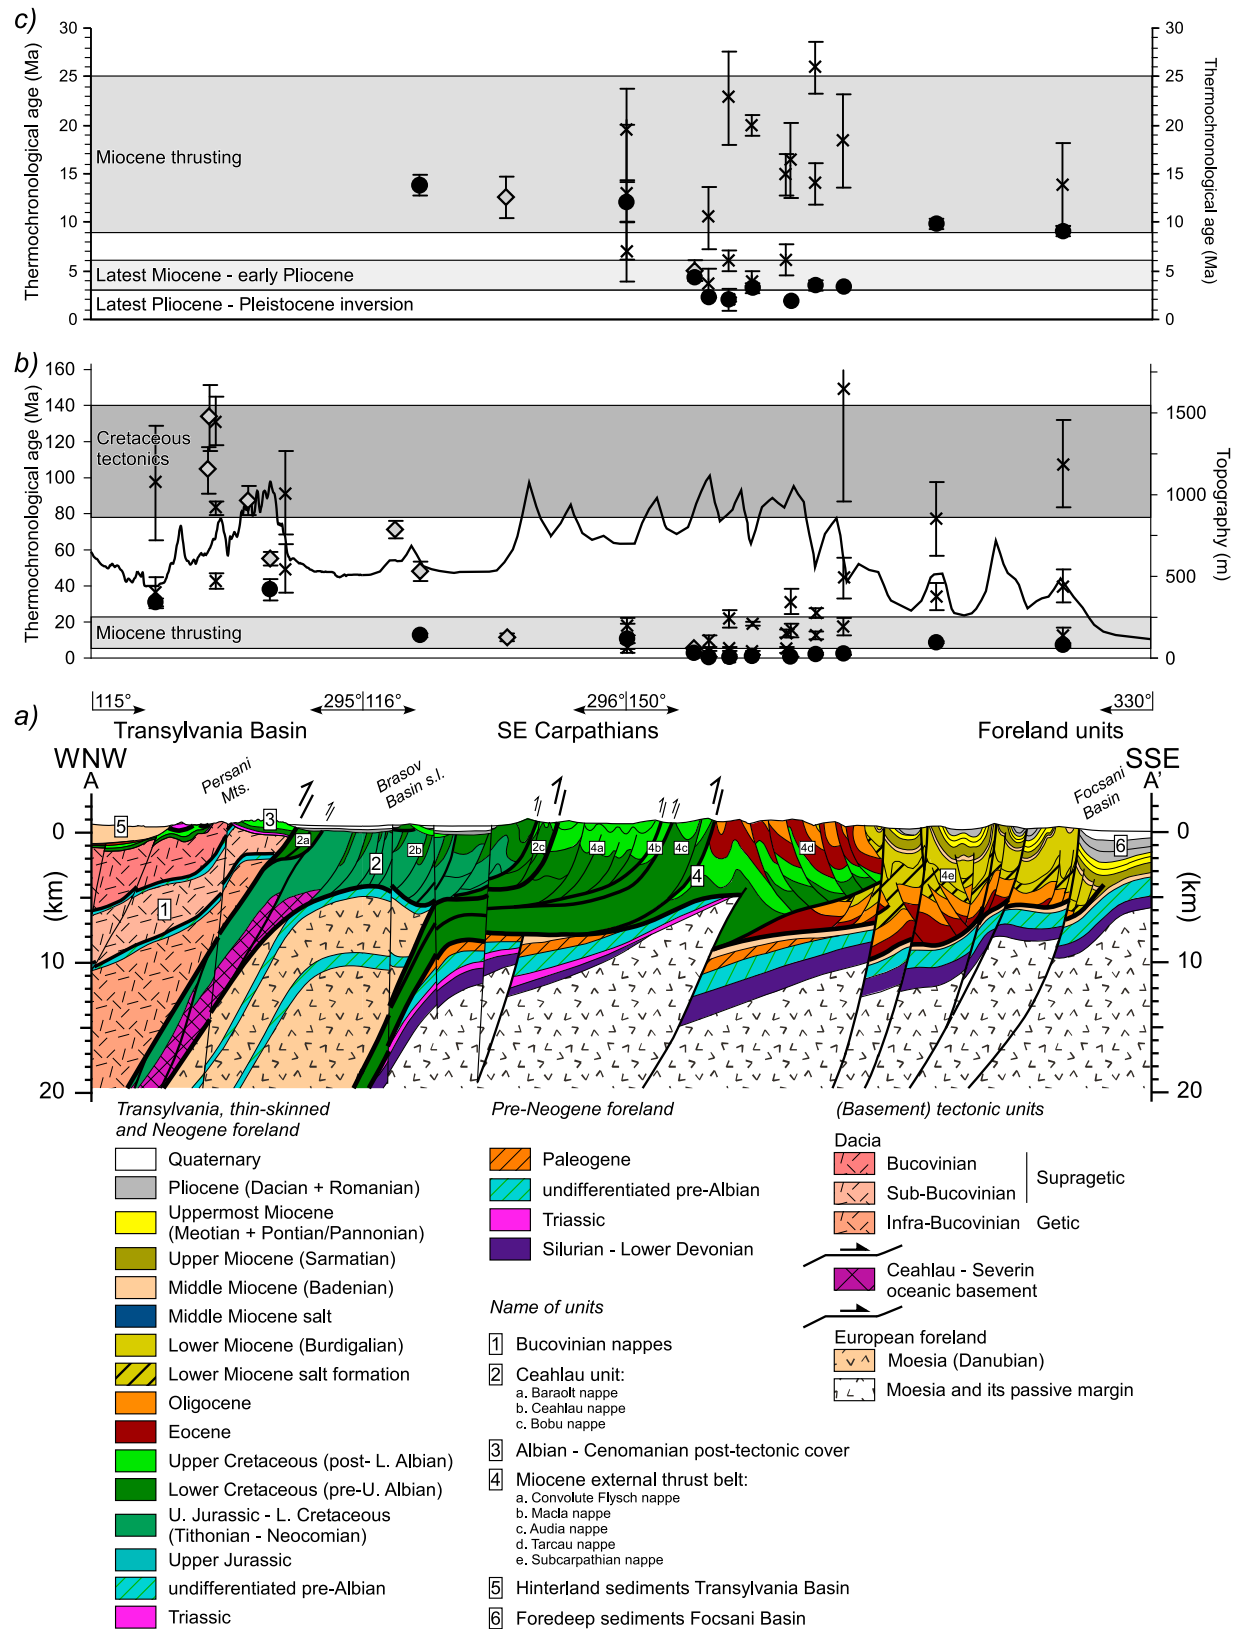 c)
30
25
20
15
10
5
0
Thermochronological age (Ma)
Miocene thrusting
Latest Miocene - early Pliocene
Latest Pliocene - Pleistocene inversion
30
25
20
15
10
5
0
Thermochronological age (Ma)
b)
160
140
120
100
80
60
40
20
0
Thermochronological age (Ma)
Cretaceous
tectonics
Miocene thrusting
1500
1000
500
0
Topography (m)
115°
295° 116°
296° 150°
330°
a)
Transylvania Basin
SE Carpathians
Foreland units
WNW
SSE
A
A'
Persani
Mts.
Brasov
Basin s.l.
Focsani
Basin
0
10
20
(km)
0
10
20
(km)
5
3
2a
2
2b
2c
4a
4b
4c
4
4d
4e
6
1
Transylvania, thin-skinned
and Neogene foreland
Quaternary
Pliocene (Dacian + Romanian)
Uppermost Miocene
(Meotian + Pontian/Pannonian)
Upper Miocene (Sarmatian)
Middle Miocene (Badenian)
Middle Miocene salt
Lower Miocene (Burdigalian)
Lower Miocene salt formation
Oligocene
Eocene
Upper Cretaceous (post- L. Albian)
Lower Cretaceous (pre-U. Albian)
U. Jurassic - L. Cretaceous
(Tithonian - Neocomian)
Upper Jurassic
undifferentiated pre-Albian
Triassic
Pre-Neogene foreland
Paleogene
undifferentiated pre-Albian
Triassic
Silurian - Lower Devonian
Name of units
1 Bucovinian nappes
2 Ceahlau unit:
a. Baraolt nappe
b. Ceahlau nappe
c. Bobu nappe
3 Albian - Cenomanian post-tectonic cover
4 Miocene external thrust belt:
a. Convolute Flysch nappe
b. Macla nappe
c. Audia nappe
d. Tarcau nappe
e. Subcarpathian nappe
5 Hinterland sediments Transylvania Basin
6 Foredeep sediments Focsani Basin
(Basement) tectonic units
Dacia
Bucovinian
Sub-Bucovinian
Supragetic
Infra-Bucovinian Getic
Ceahlau - Severin
oceanic basement
European foreland
Moesia (Danubian)
Moesia and its passive margin